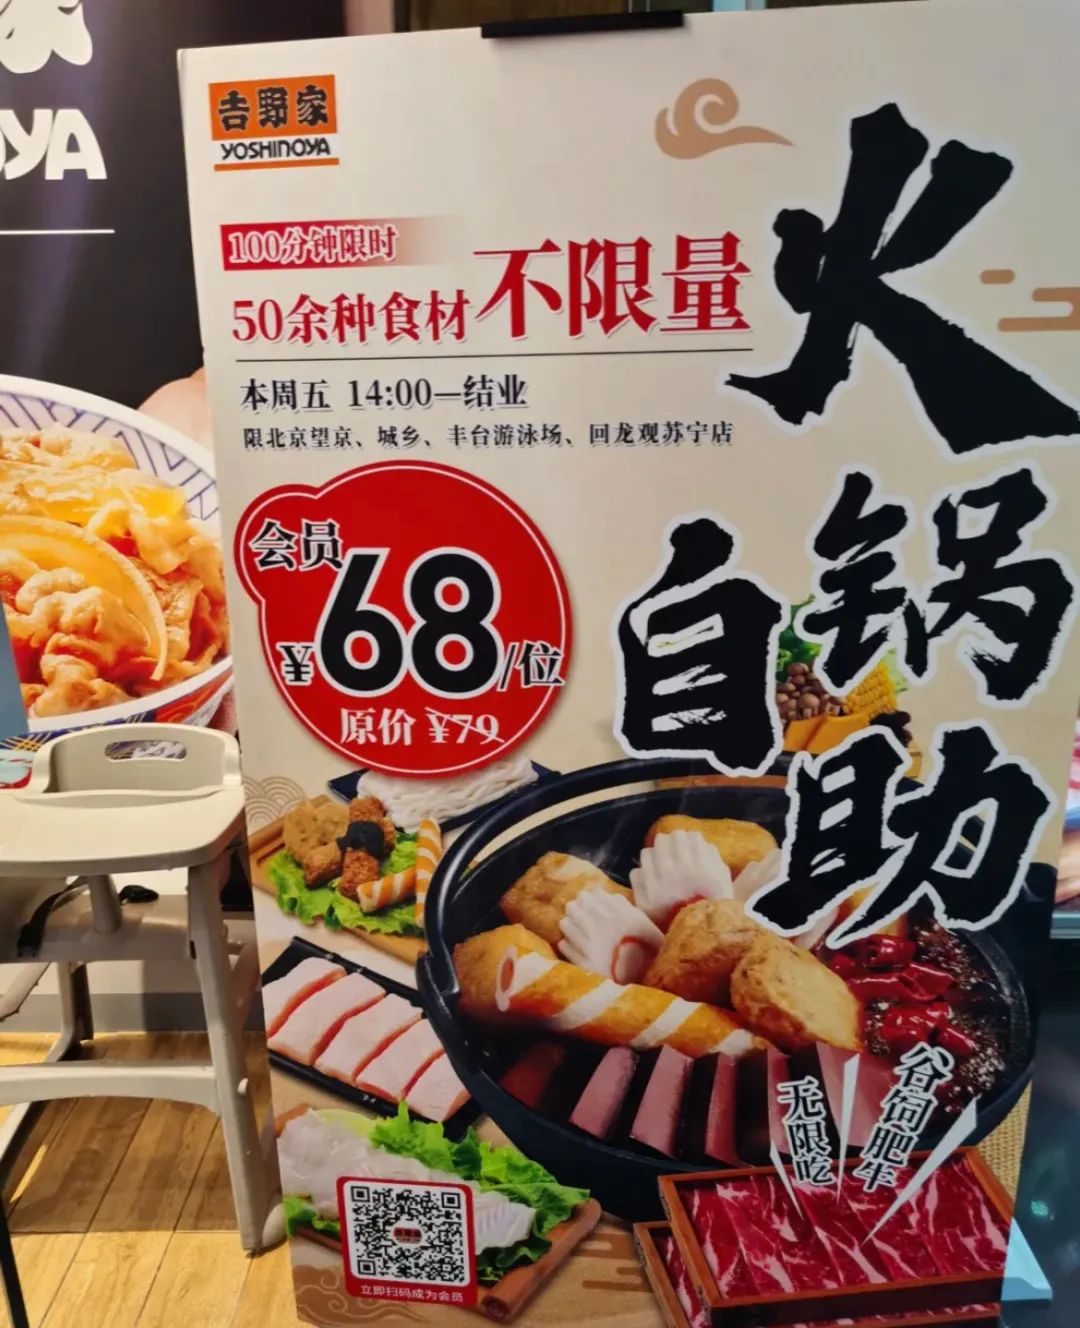 OYA
吉野家
YOSHINOYA
100分钟限时
50余种食材不限量
本周五 14:00—结业
限北京望京、城乡、丰台游泳场、回龙观苏宁店
会员
¥68/位
原价 ¥79
火锅
自助
无限吃
谷饲肥牛
立即扫码成为会员